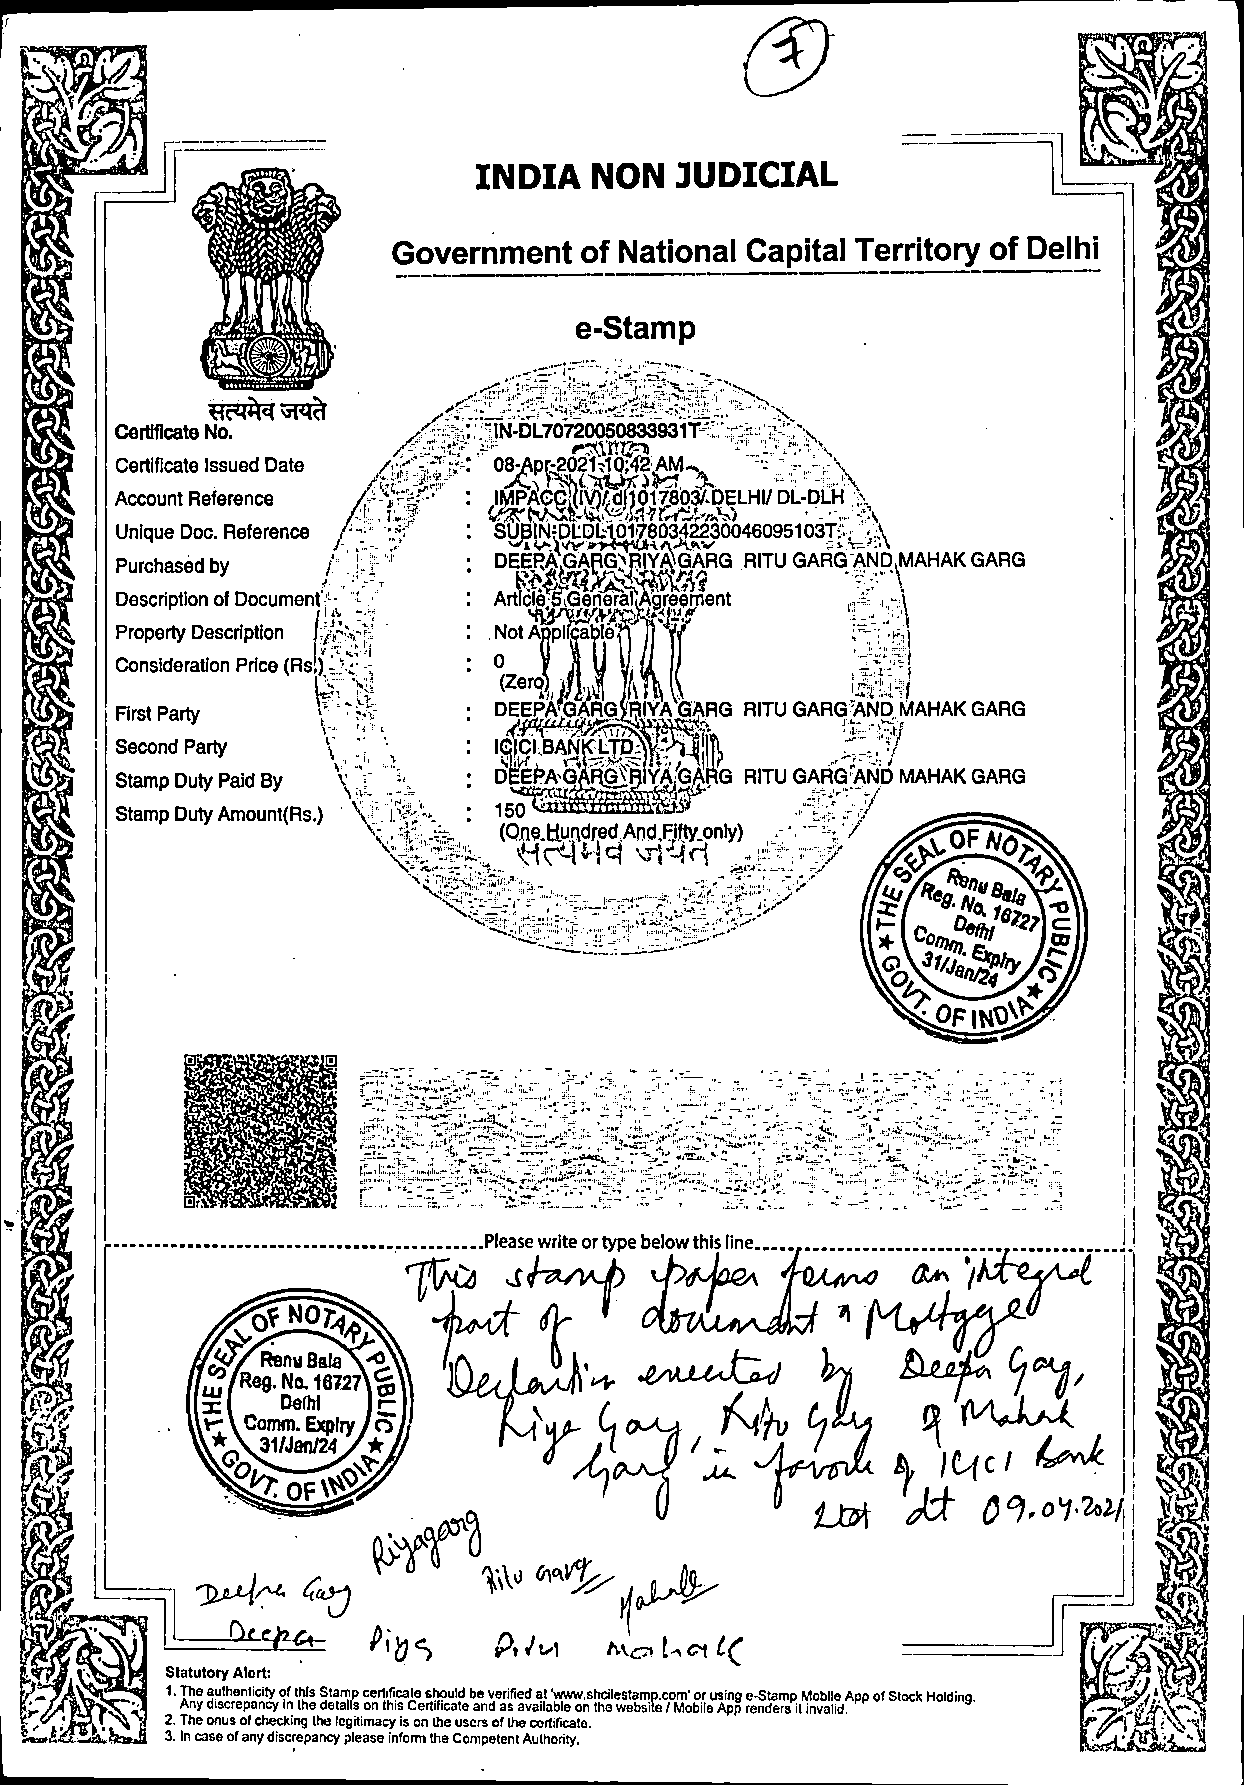 7
INDIA NON JUDICIAL
Government of National Capital Territory of Delhi
e-Stamp
सत्यमेव जयते
Certificate No. : IN-DL70720050833931T
Certificate Issued Date : 08-Apr-2021 10:42 AM
Account Reference : IMPACC (IV)/ dl1017803/ DELHI/ DL-DLH
Unique Doc. Reference : SUBIN-DLDL101780342230046095103T
Purchased by : DEEPA GARG RIYA GARG RITU GARG AND MAHAK GARG
Description of Document : Article 5 General Agreement
Property Description : Not Applicable
Consideration Price (Rs.) : 0
(Zero)
First Party : DEEPA GARG RIYA GARG RITU GARG AND MAHAK GARG
Second Party : ICICI BANK LTD
Stamp Duty Paid By : DEEPA GARG RIYA GARG RITU GARG AND MAHAK GARG
Stamp Duty Amount(Rs.) : 150
(One Hundred And Fifty only)
सत्यमेव जयते
THE SEAL OF NOTARY PUBLIC
Renu Bala
Reg. No. 16727
Delhi
Comm. Expiry
31/Jan/24
GOVT. OF INDIA
Please write or type below this line
This stamp paper forms an integral
part of document of Mortgage
Declaration executed by Deepa Garg,
Riya Garg, Ritu Garg & Mahak
Garg in favour of ICICI Bank
Ltd dt 09.04.2021
THE SEAL OF NOTARY PUBLIC
Renu Bala
Reg. No. 16727
Delhi
Comm. Expiry
31/Jan/24
GOVT. OF INDIA
Riyagarg
Deepa Garg Ritu Garg Mahak
Deepa Riya Ritu Mahak
Statutory Alert:
1. The authenticity of this Stamp certificate should be verified at 'www.shcilestamp.com' or using e-Stamp Mobile App of Stock Holding.
Any discrepancy in the details on this Certificate and as available on the website / Mobile App renders it invalid.
2. The onus of checking the legitimacy is on the users of the certificate.
3. In case of any discrepancy please inform the Competent Authority.